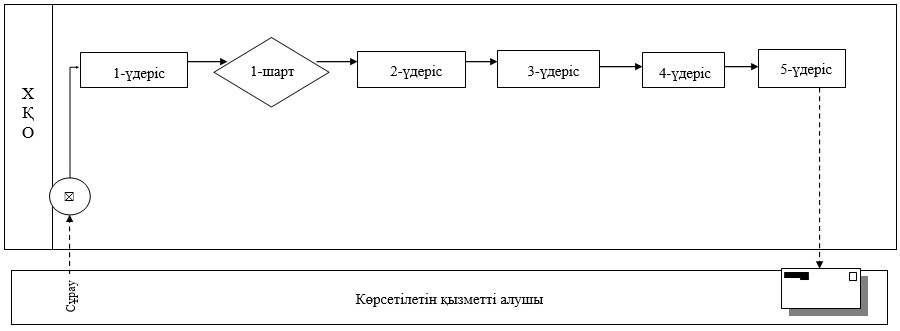 1-үдеріс
1-шарт
2-үдеріс
3-үдеріс
4-үдеріс
5-үдеріс
Х
Қ
О
Сұрау
Көрсетілетін қызметті алушы